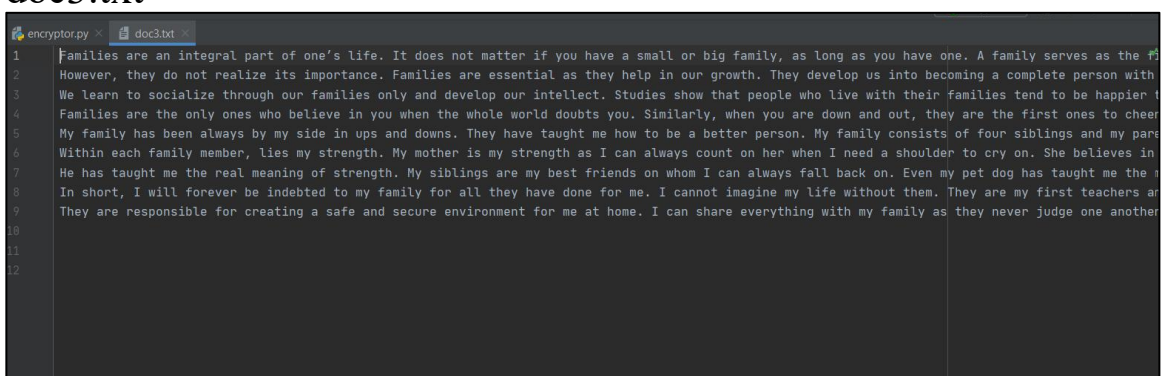 doc3.txt
encryptor.py doc3.txt
1 Families are an integral part of one's life. It does not matter if you have a small or big family, as long as you have one. A family serves as the
2 However, they do not realize its importance. Families are essential as they help in our growth. They develop us into becoming a complete person with
3 We learn to socialize through our families only and develop our intellect. Studies show that people who live with their families tend to be happier
4 Families are the only ones who believe in you when the whole world doubts you. Similarly, when you are down and out, they are the first ones to cheer
5 My family has been always by my side in ups and downs. They have taught me how to be a better person. My family consists of four siblings and my pare
6 Within each family member, lies my strength. My mother is my strength as I can always count on her when I need a shoulder to cry on. She believes in
7 He has taught me the real meaning of strength. My siblings are my best friends on whom I can always fall back on. Even my pet dog has taught me the
8 In short, I will forever be indebted to my family for all they have done for me. I cannot imagine my life without them. They are my first teachers
9 They are responsible for creating a safe and secure environment for me at home. I can share everything with my family as they never judge one another
10
11
12